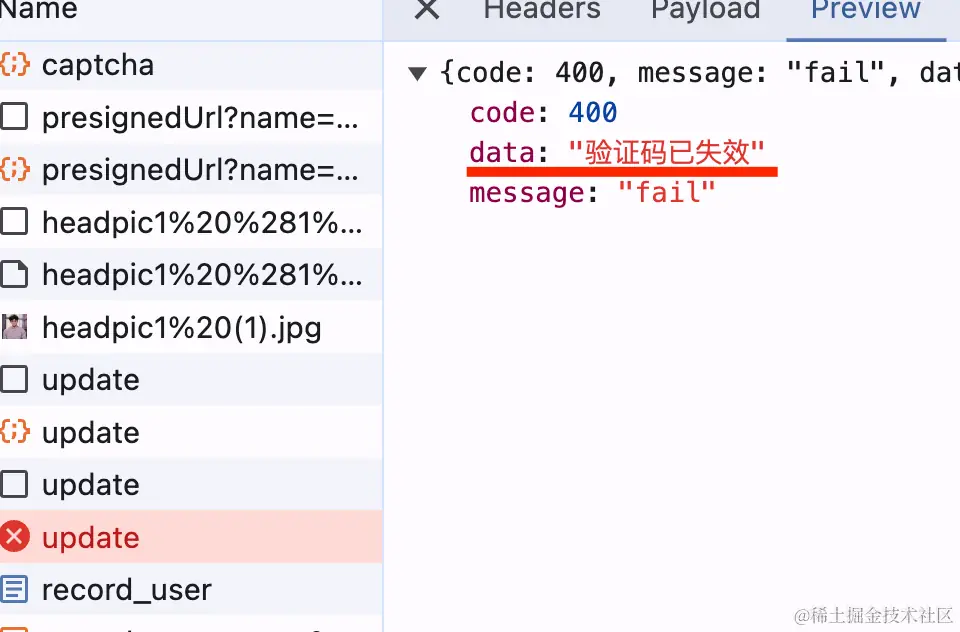 Name
captcha
presignedUrl?name=...
presignedUrl?name=...
headpic1%20%281%...
headpic1%20%281%...
headpic1%20(1).jpg
update
update
update
update
record_user
Headers Payload Preview
{code: 400, message: "fail", dat
code: 400
data: "验证码已失效"
message: "fail"
@稀土掘金技术社区